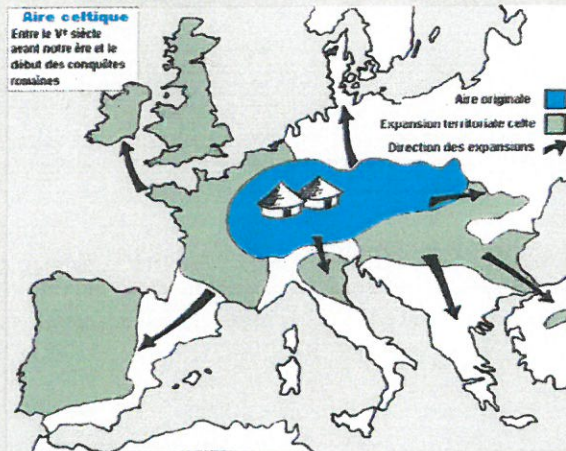 Aire celtique
Entre le Vᵉ siècle
avant notre ère et le
début des conquêtes
romaines
Aire originale
Expansion territoriale celte
Direction des expansions